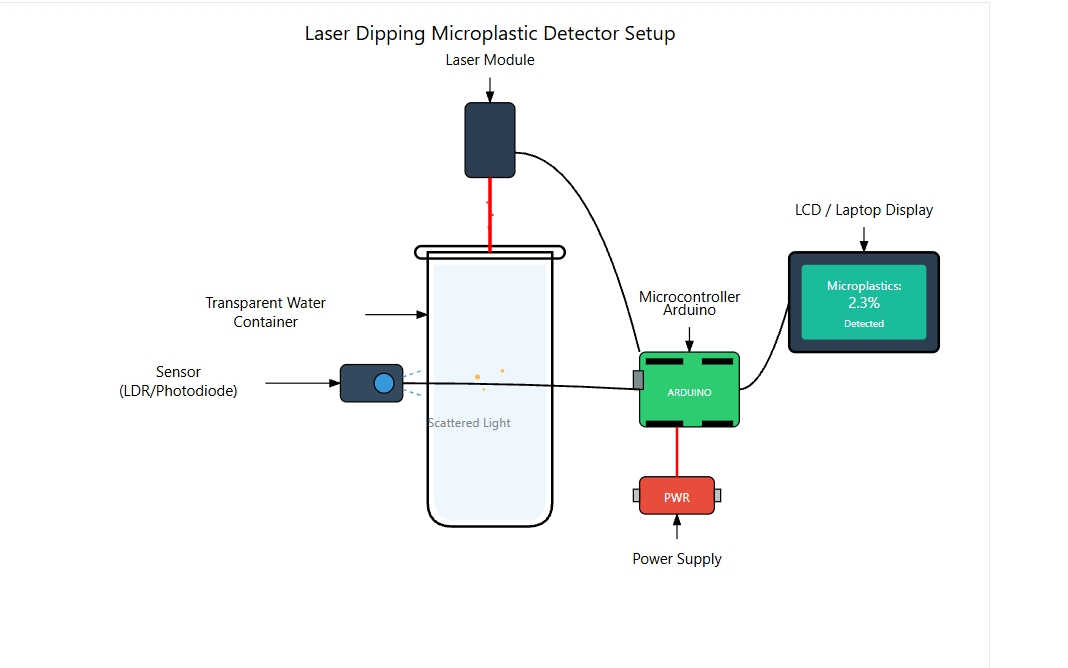 Laser Dipping Microplastic Detector Setup
Laser Module
LCD / Laptop Display
Microplastics:
2.3%
Detected
Transparent Water
Container
Microcontroller
Arduino
Sensor
(LDR/Photodiode)
ARDUINO
Scattered Light
PWR
Power Supply